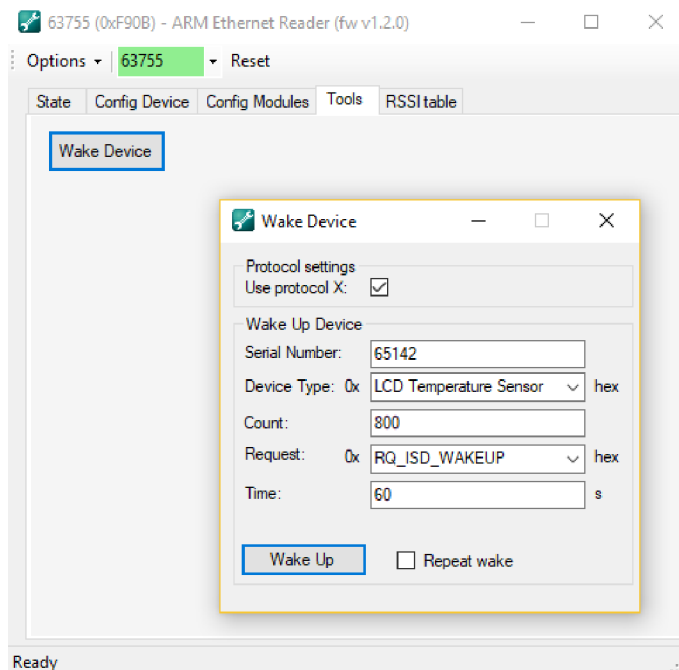 63755 (0xF90B) - ARM Ethernet Reader (fw v1.2.0)
Options 63755 Reset
State Config Device Config Modules Tools RSSI table
Wake Device
Wake Device
Protocol settings
Use protocol X:
Wake Up Device
Serial Number: 65142
Device Type: 0x LCD Temperature Sensor hex
Count: 800
Request: 0x RQ_ISD_WAKEUP hex
Time: 60 s
Wake Up Repeat wake
Ready